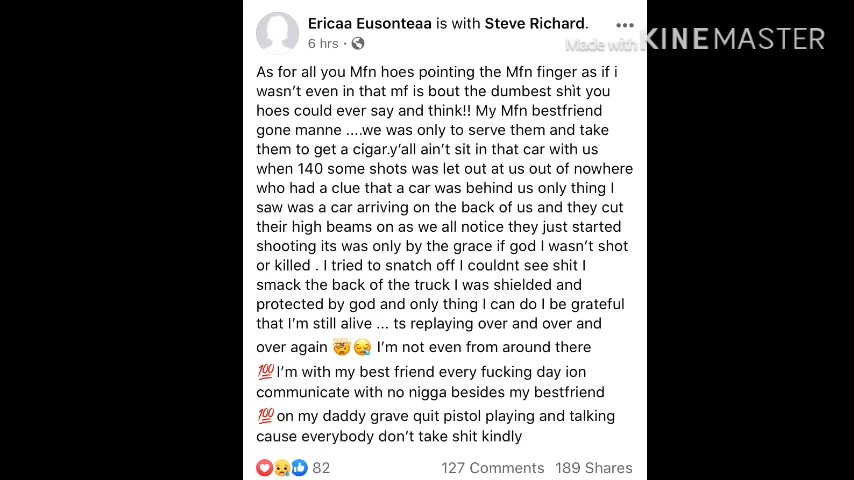 Ericaa Eusonteaa is with Steve Richard.
6 hrs ·
Made with KINEMASTER
As for all you Mfn hoes pointing the Mfn finger as if i
wasn't even in that mf is bout the dumbest shit you
hoes could ever say and think!! My Mfn bestfriend
gone manne ....we was only to serve them and take
them to get a cigar.y'all ain't sit in that car with us
when 140 some shots was let out at us out of nowhere
who had a clue that a car was behind us only thing I
saw was a car arriving on the back of us and they cut
their high beams on as we all notice they just started
shooting its was only by the grace if god I wasn't shot
or killed . I tried to snatch off I couldnt see shit I
smack the back of the truck I was shielded and
protected by god and only thing I can do I be grateful
that I'm still alive ... ts replaying over and over and
over again 🤯😪 I'm not even from around there
💯I'm with my best friend every fucking day ion
communicate with no nigga besides my bestfriend
💯on my daddy grave quit pistol playing and talking
cause everybody don't take shit kindly
82 127 Comments 189 Shares